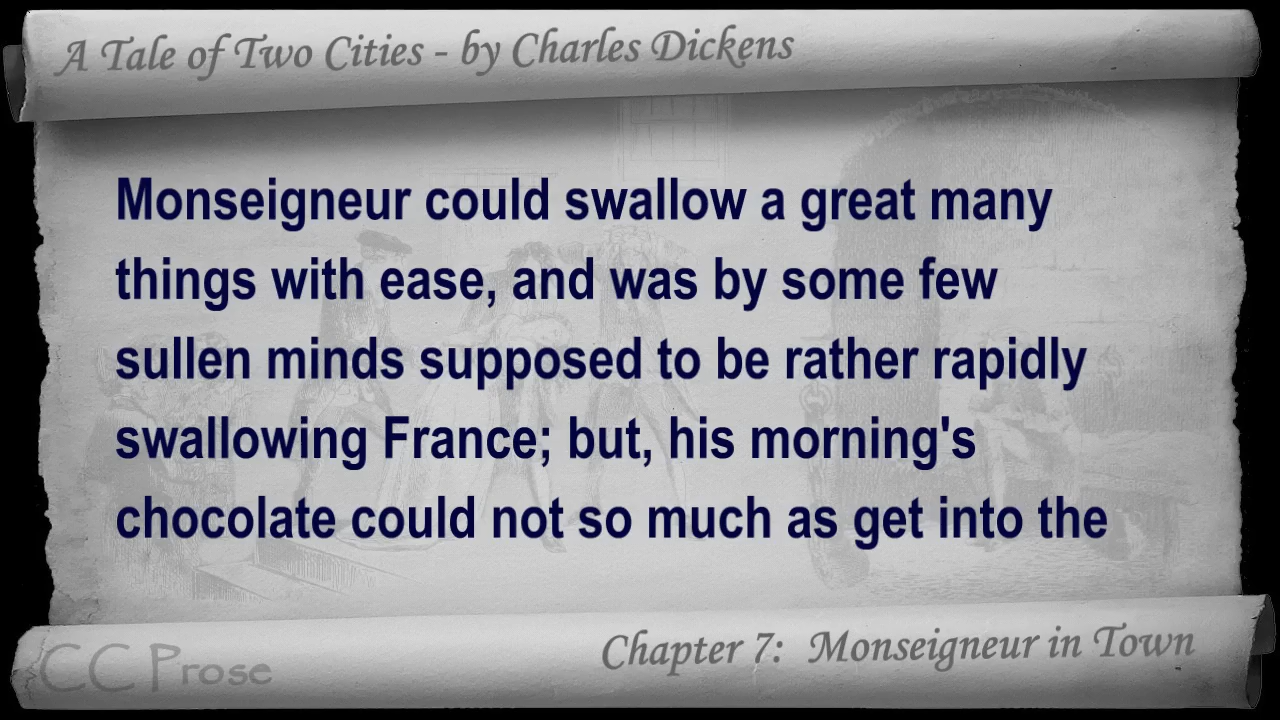 A Tale of Two Cities - by Charles Dickens
Monseigneur could swallow a great many
things with ease, and was by some few
sullen minds supposed to be rather rapidly
swallowing France; but, his morning's
chocolate could not so much as get into the
Chapter 7: Monseigneur in Town
CC Prose